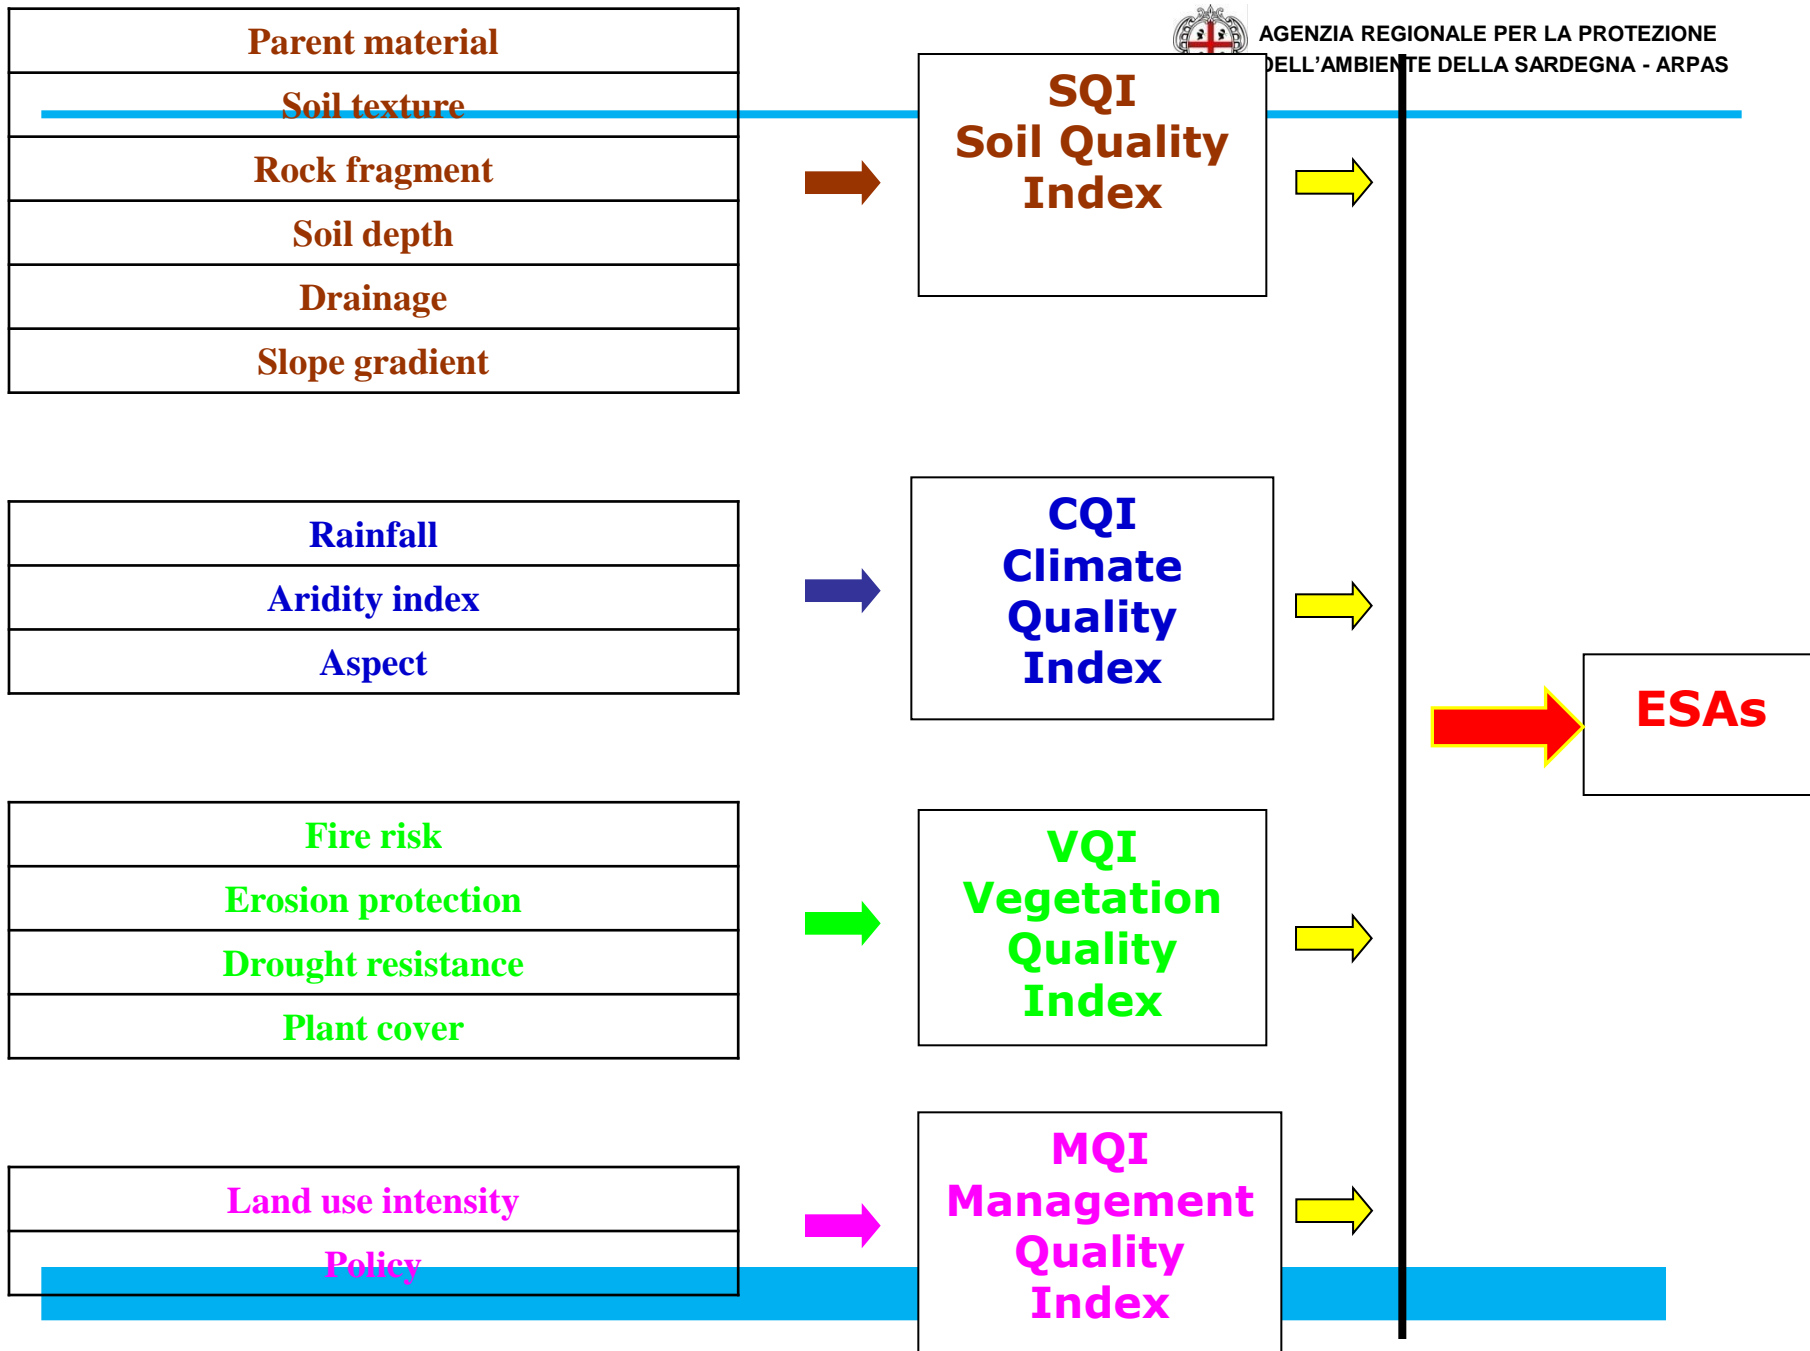 AGENZIA REGIONALE PER LA PROTEZIONE
DELL'AMBIENTE DELLA SARDEGNA - ARPAS
Parent material
Soil texture
Rock fragment
Soil depth
Drainage
Slope gradient
SQI
Soil Quality
Index
Rainfall
Aridity index
Aspect
CQI
Climate
Quality
Index
ESAs
Fire risk
Erosion protection
Drought resistance
Plant cover
VQI
Vegetation
Quality
Index
Land use intensity
Policy
MQI
Management
Quality
Index